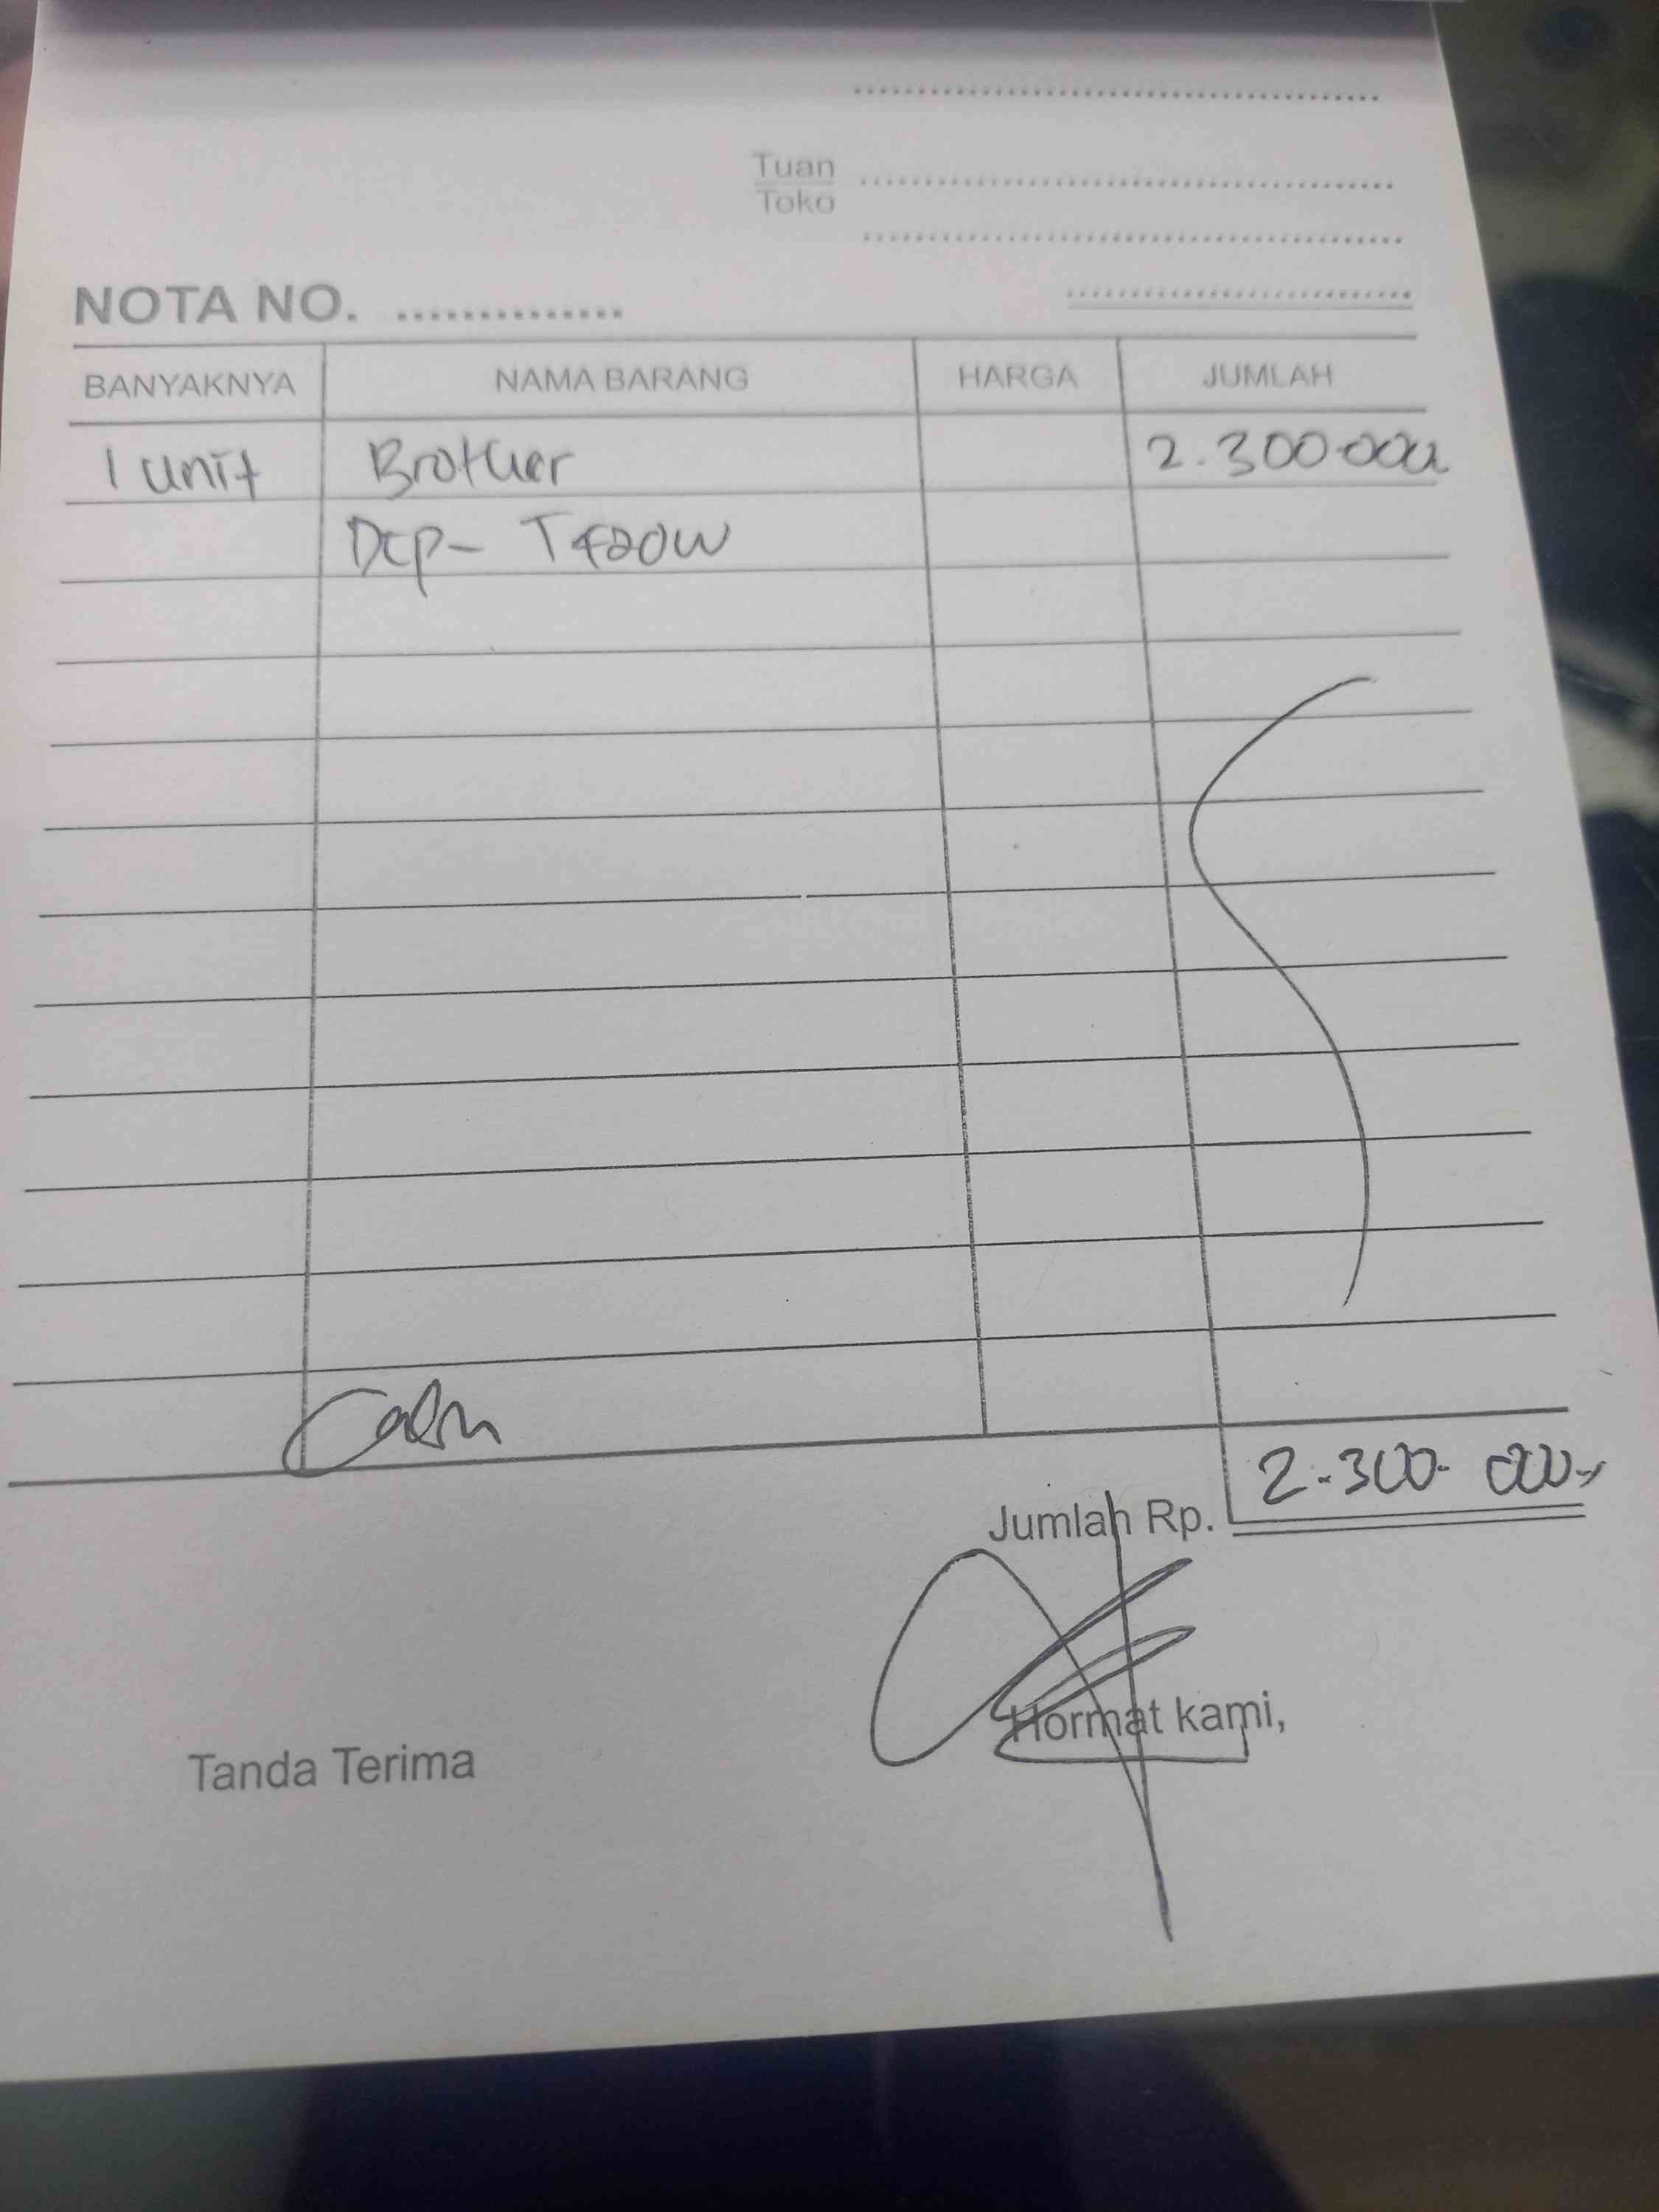 Tuan
Toko
NOTA NO. ...............
BANYAKNYA NAMA BARANG HARGA JUMLAH
1 unit Brother 2.300.000
DCP- T420W
Cash
Jumlah Rp. 2.300.000,-
Tanda Terima Hormat kami,